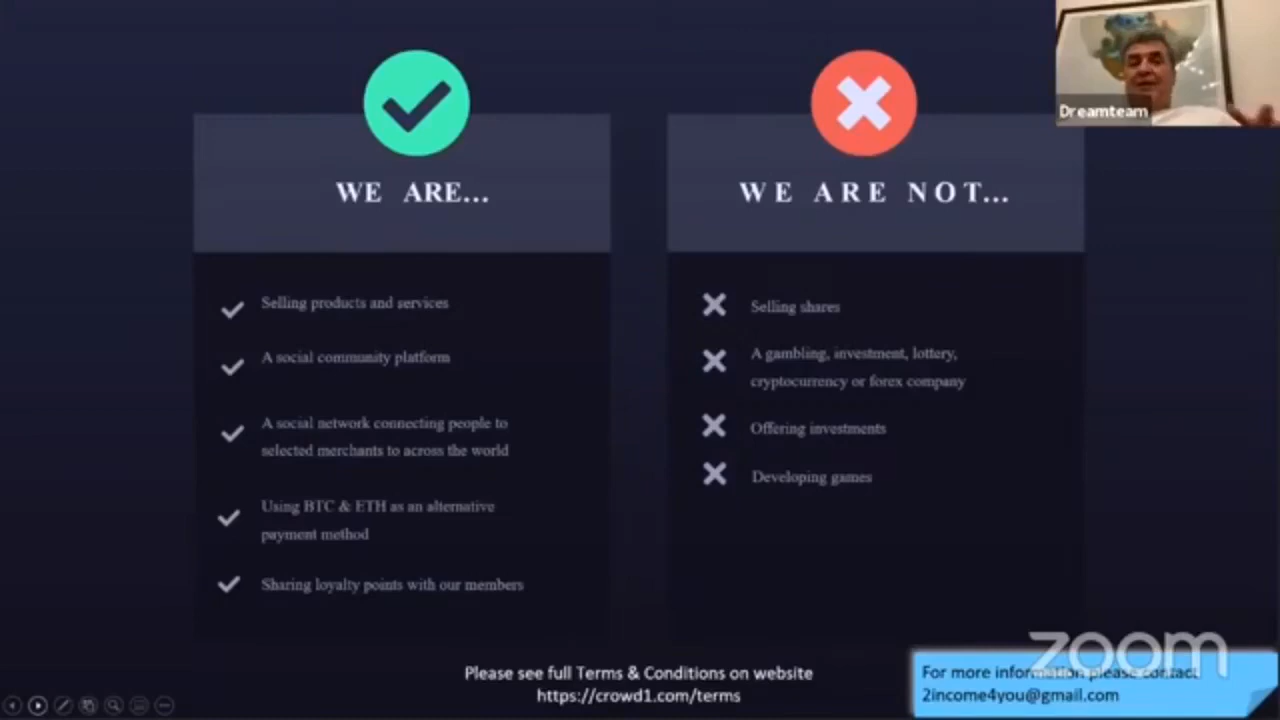 Dreamteam
WE ARE...
Selling products and services
A social community platform
A social network connecting people to
selected merchants to across the world
Using BTC & ETH as an alternative
payment method
Sharing loyalty points with our members
WE ARE NOT...
Selling shares
A gambling, investment, lottery,
cryptocurrency or forex company
Offering investments
Developing games
Please see full Terms & Conditions on website
https://crowd1.com/terms
zoom
For more information please contact
2income4you@gmail.com